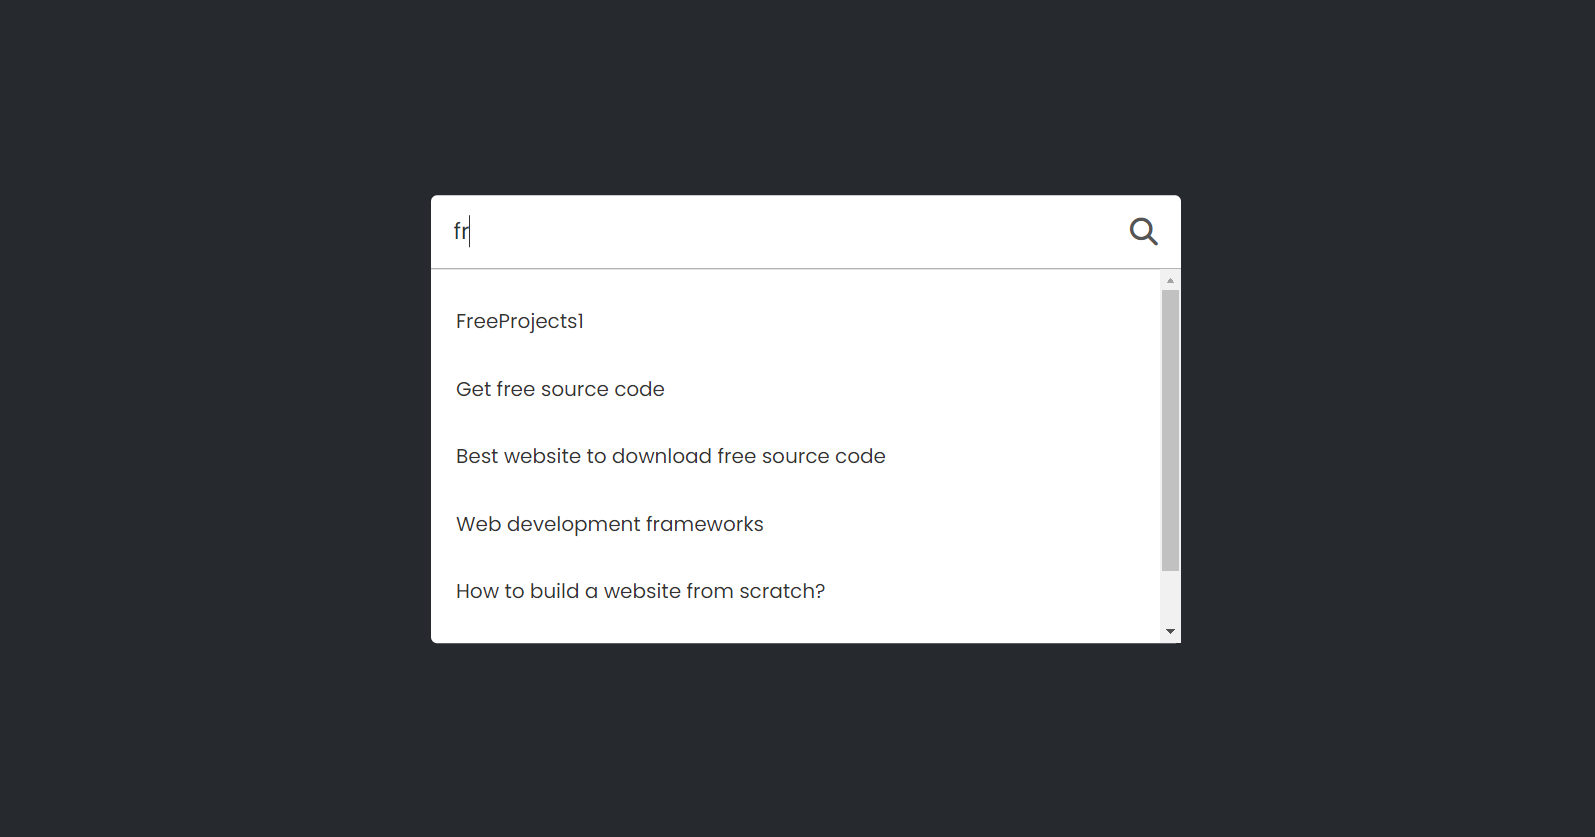 fr
FreeProjects1
Get free source code
Best website to download free source code
Web development frameworks
How to build a website from scratch?